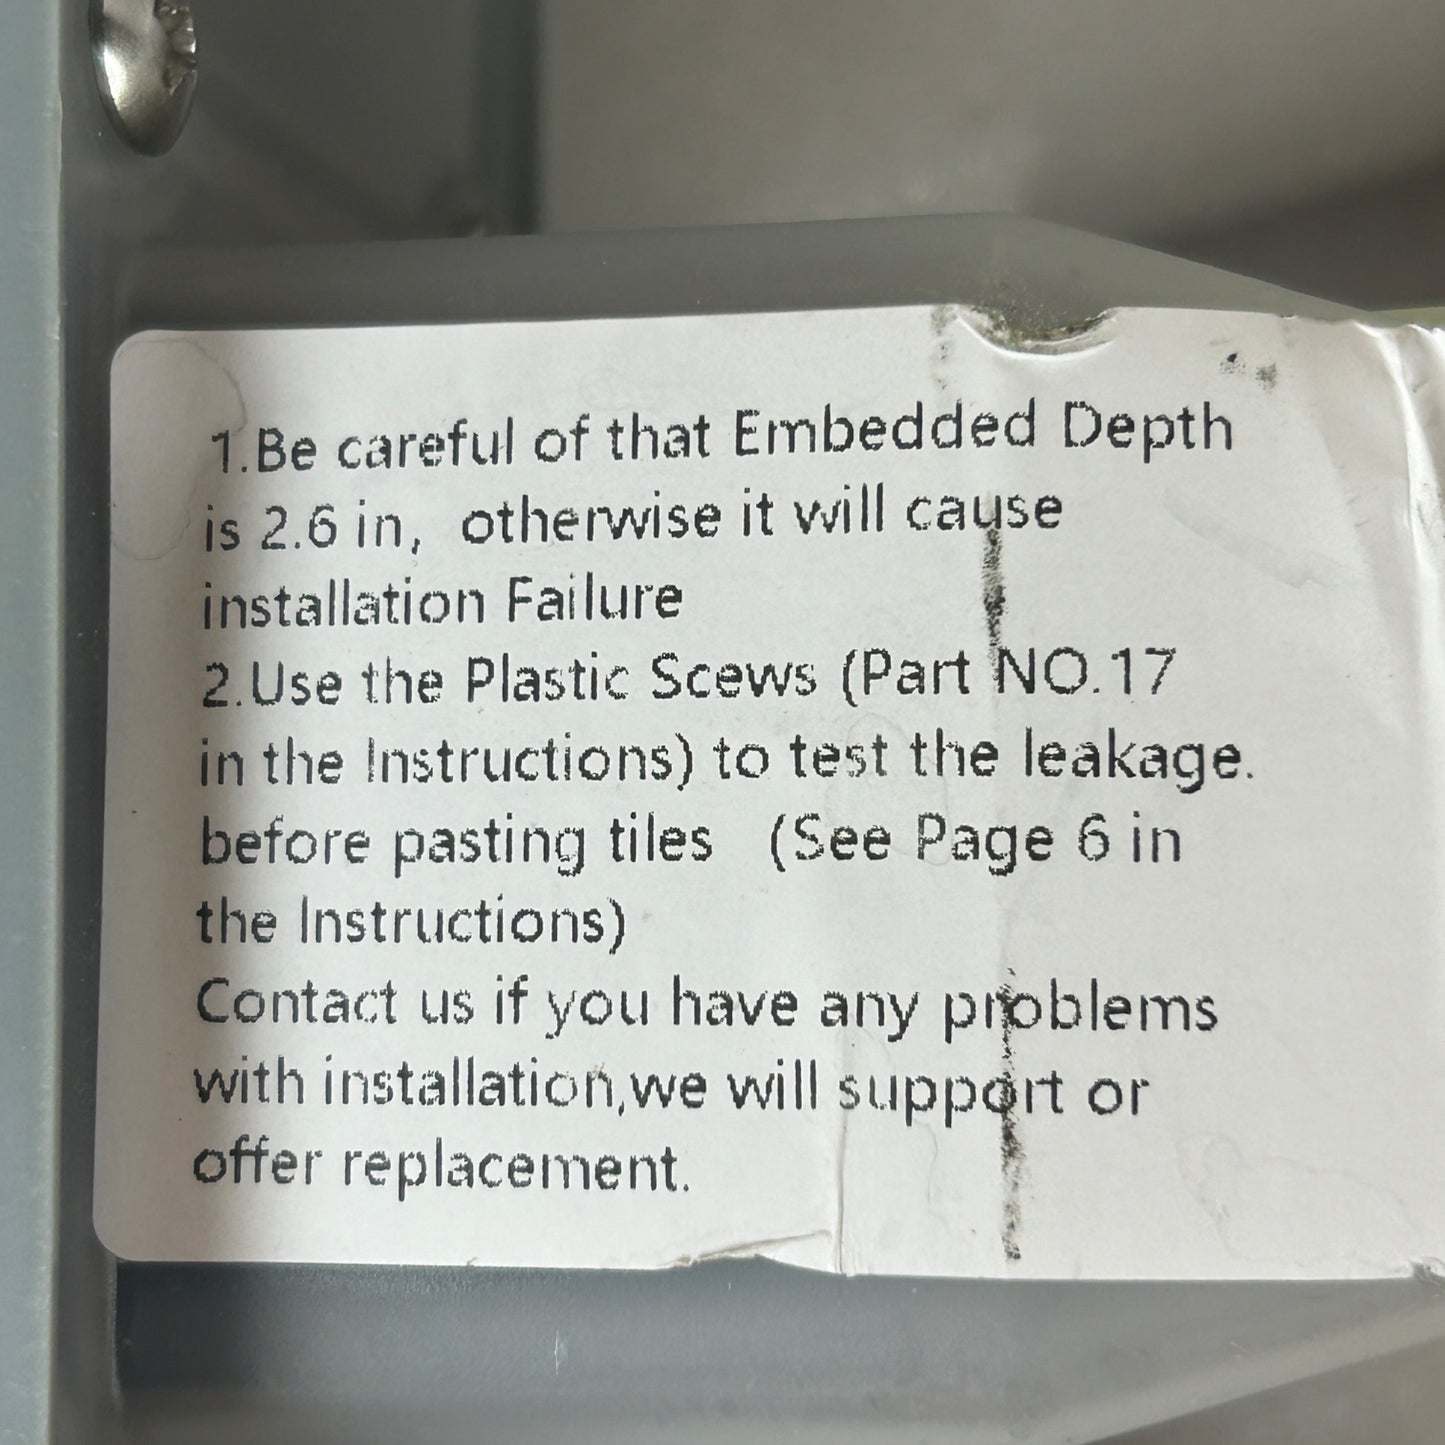 1.Be careful of that Embedded Depth
is 2.6 in, otherwise it will cause
installation Failure
2.Use the Plastic Scews (Part NO.17
in the Instructions) to test the leakage.
before pasting tiles (See Page 6 in
the Instructions)
Contact us if you have any problems
with installation,we will support or
offer replacement.